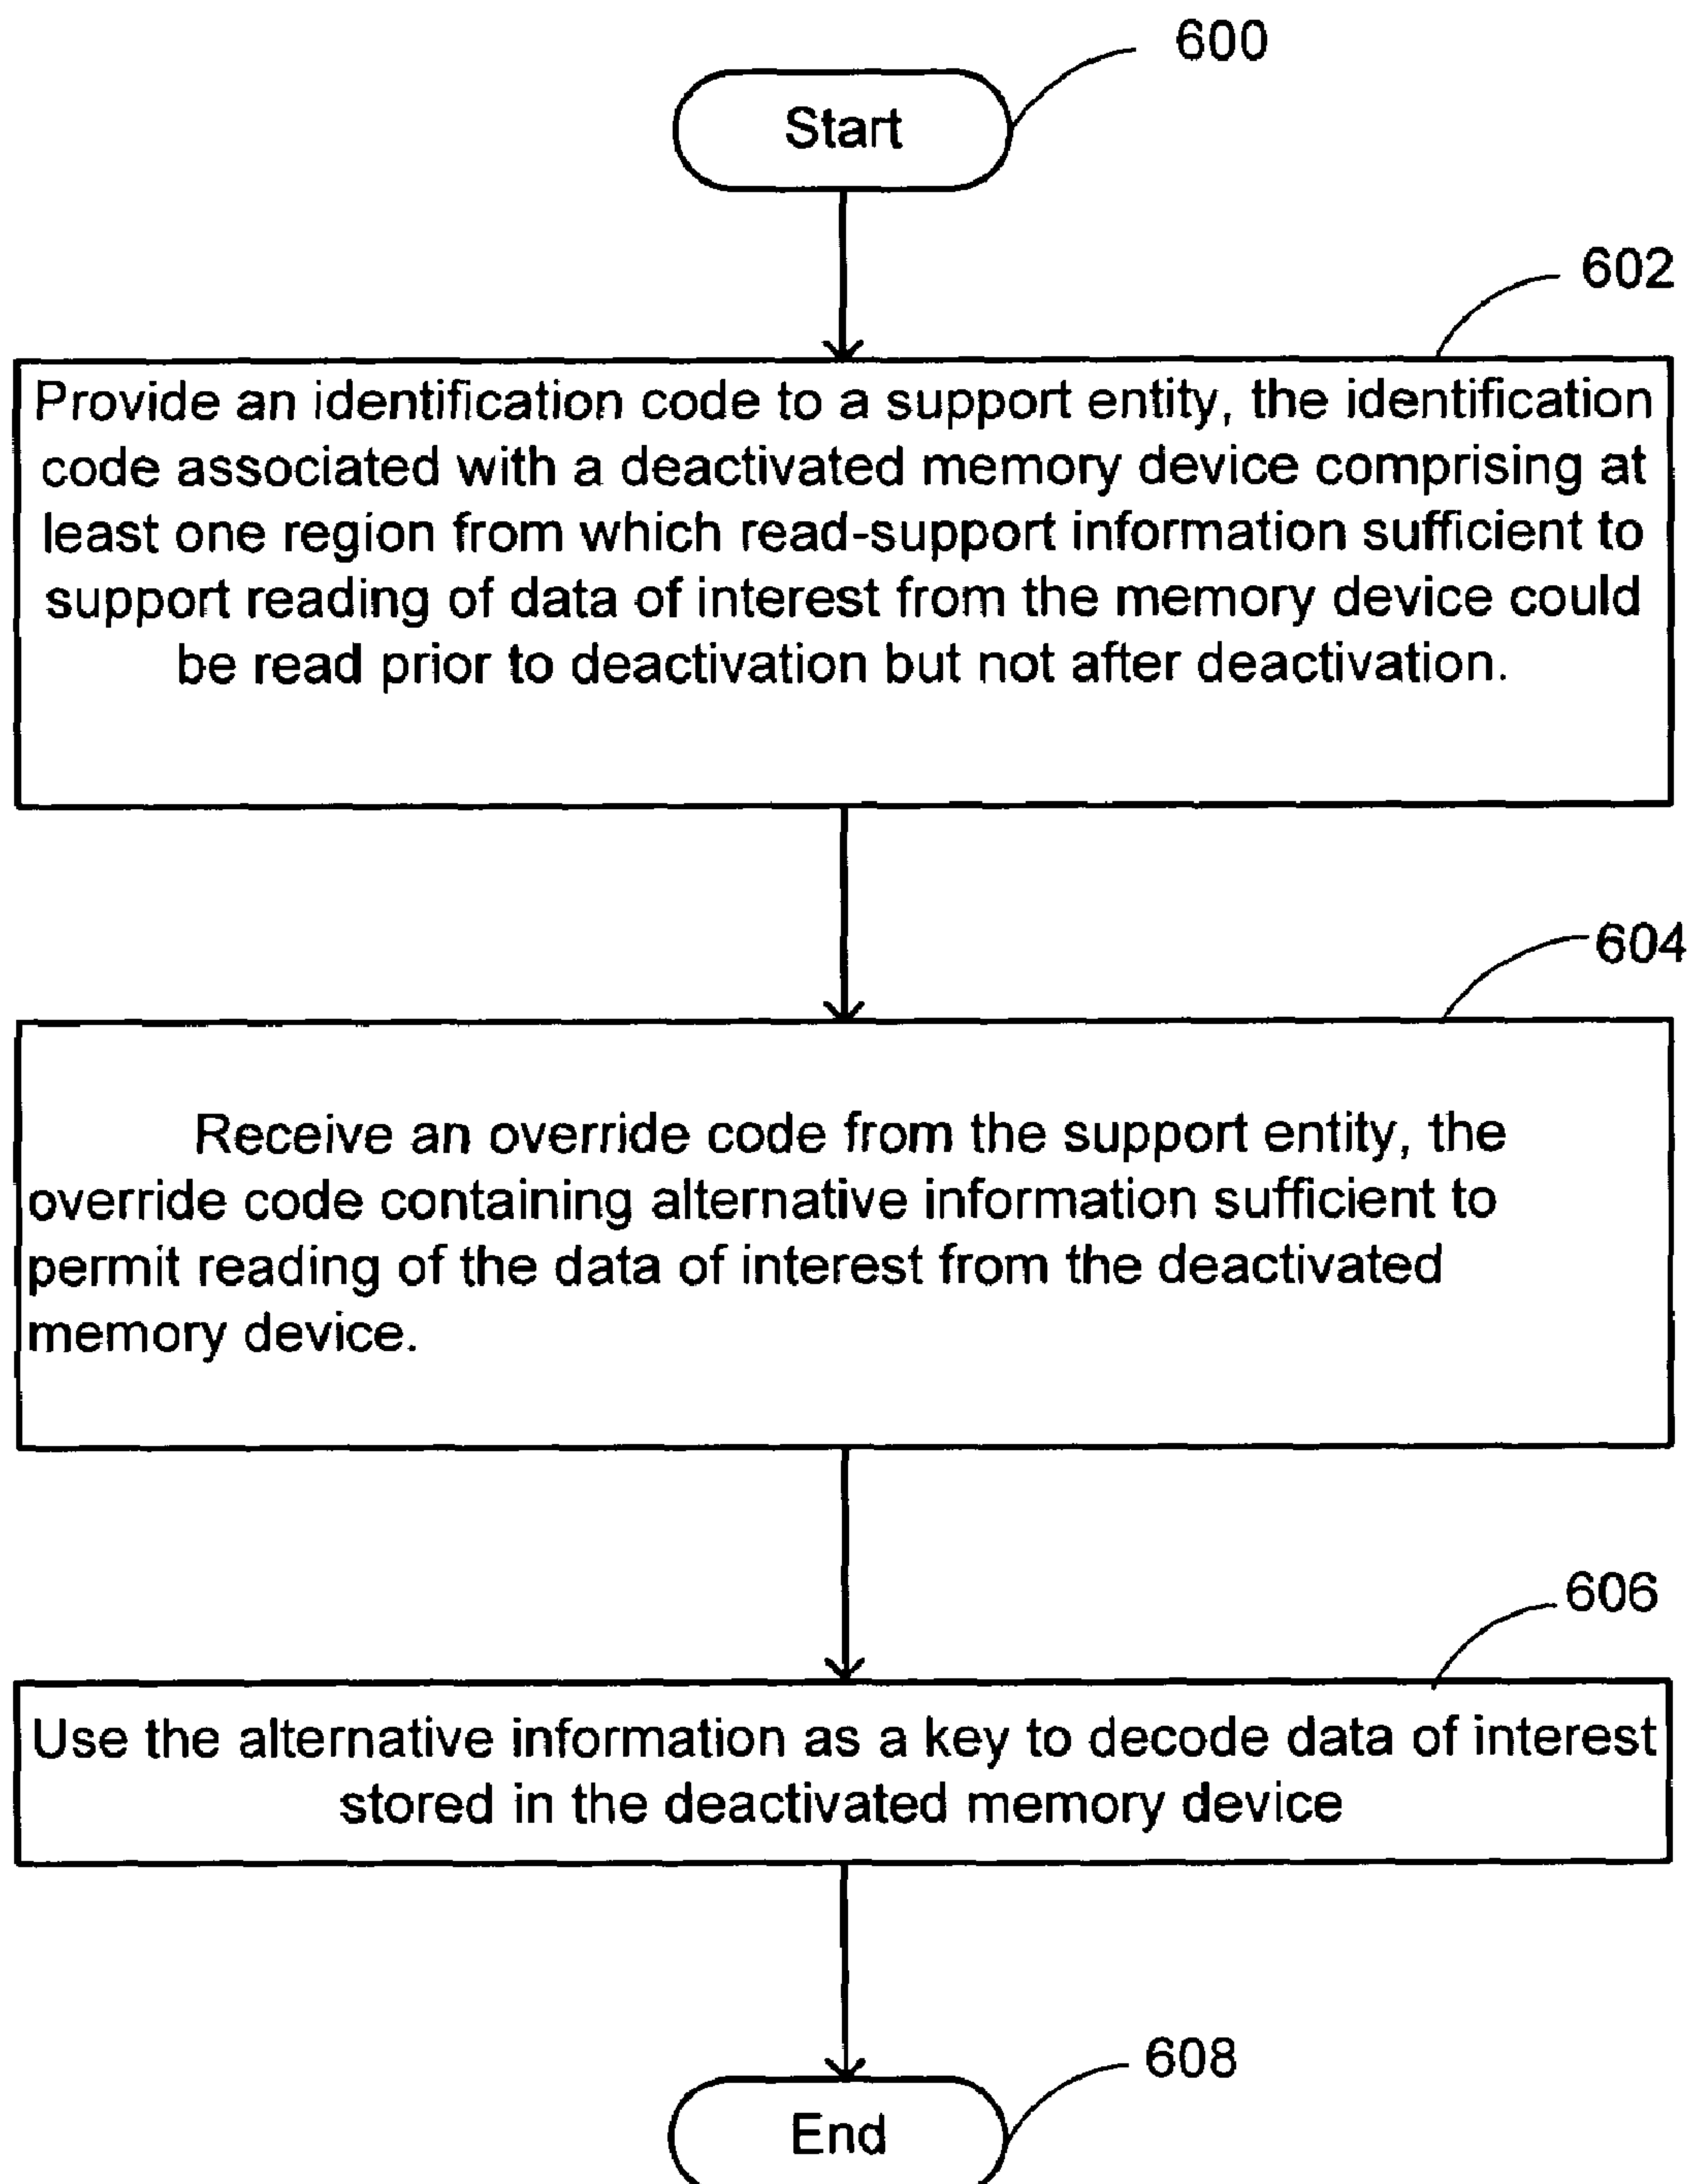 600
Start
602
Provide an identification code to a support entity, the identification
code associated with a deactivated memory device comprising at
least one region from which read-support information sufficient to
support reading of data of interest from the memory device could
be read prior to deactivation but not after deactivation.
604
Receive an override code from the support entity, the
override code containing alternative information sufficient to
permit reading of the data of interest from the deactivated
memory device.
606
Use the alternative information as a key to decode data of interest
stored in the deactivated memory device
608
End